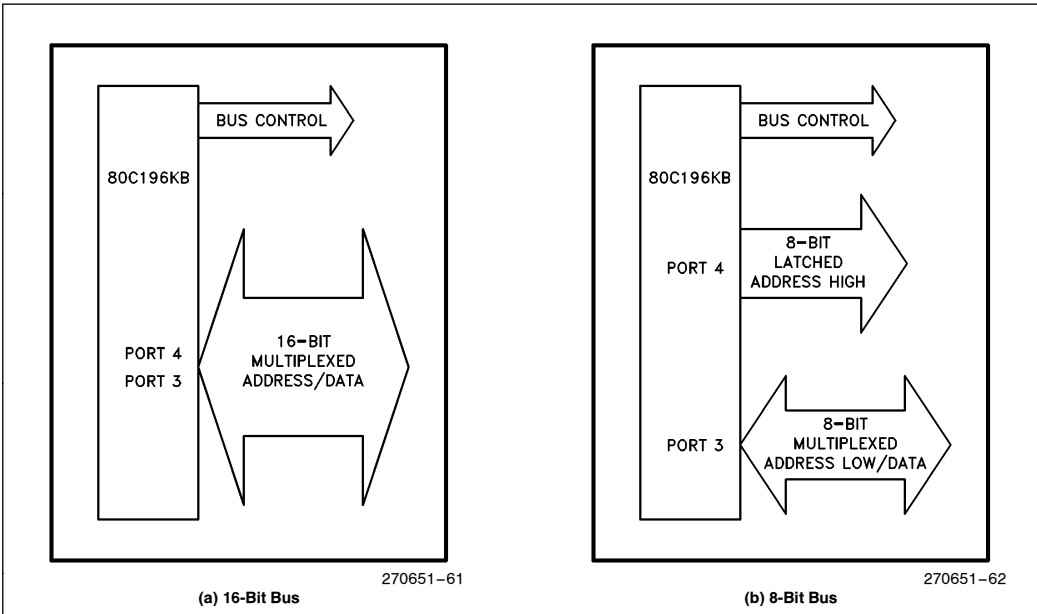 BUS CONTROL
80C196KB
PORT 4
PORT 3
16-BIT
MULTIPLEXED
ADDRESS/DATA
270651-61
(a) 16-Bit Bus
BUS CONTROL
80C196KB
PORT 4
8-BIT
LATCHED
ADDRESS HIGH
PORT 3
8-BIT
MULTIPLEXED
ADDRESS LOW/DATA
270651-62
(b) 8-Bit Bus